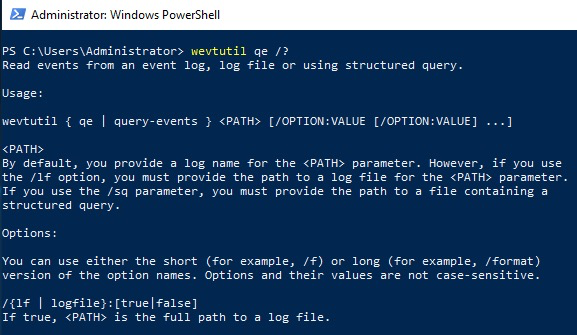 Administrator: Windows PowerShell
PS C:\Users\Administrator> wevtutil qe /?
Read events from an event log, log file or using structured query.
Usage:
wevtutil { qe | query-events } <PATH> [/OPTION:VALUE [/OPTION:VALUE] ...]
<PATH>
By default, you provide a log name for the <PATH> parameter. However, if you use
the /lf option, you must provide the path to a log file for the <PATH> parameter.
If you use the /sq parameter, you must provide the path to a file containing a
structured query.
Options:
You can use either the short (for example, /f) or long (for example, /format)
version of the option names. Options and their values are not case-sensitive.
/{lf | logfile}:[true|false]
If true, <PATH> is the full path to a log file.